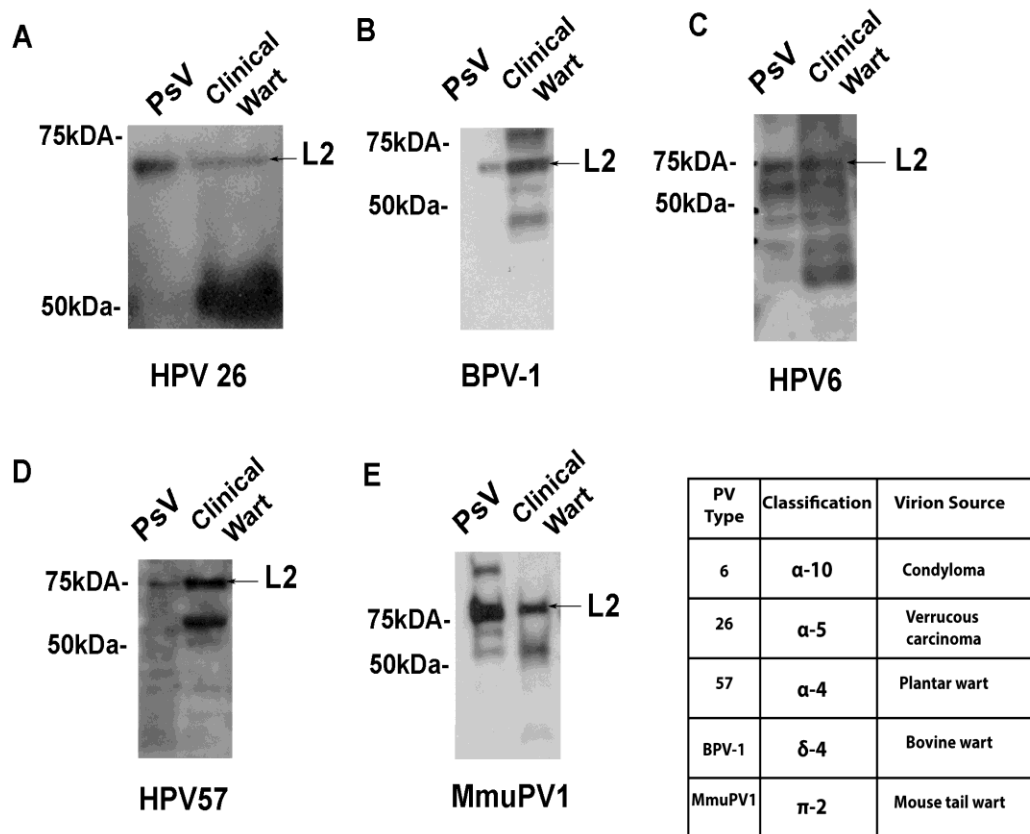 A
PsV
Clinical
Wart
75kDA-
L2
50kDa-
HPV 26
B
PsV
Clinical
Wart
75kDA-
L2
50kDa-
BPV-1
C
PsV
Clinical
Wart
75kDA-
L2
50kDa-
HPV6
D
PsV
Clinical
Wart
75kDA-
L2
50kDa-
HPV57
E
PsV
Clinical
Wart
75kDa-
L2
50kDa-
MmuPV1
PV Classification Virion Source
Type
6 α-10 Condyloma
26 α-5 Verrucous
carcinoma
57 α-4 Plantar wart
BPV-1 δ-4 Bovine wart
MmuPV1 π-2 Mouse tail wart